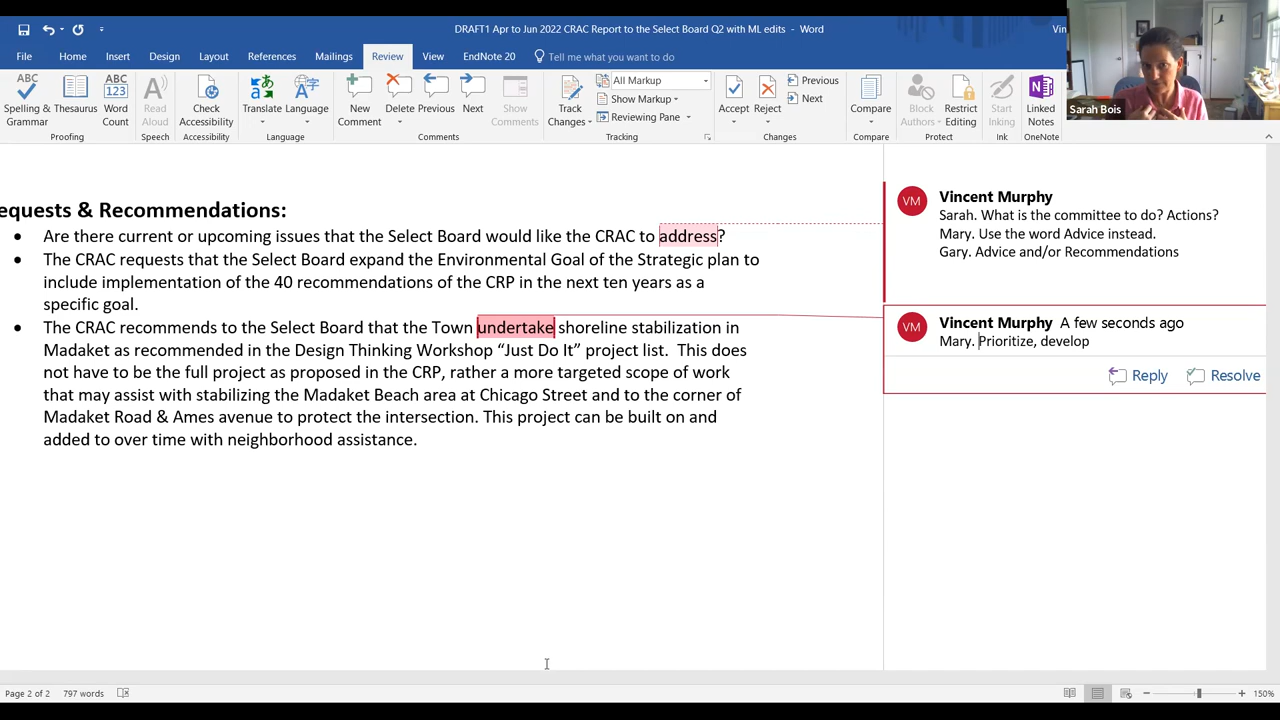 DRAFT1 Apr to Jun 2022 CRAC Report to the Select Board Q2 with ML edits - Word
Vin
File Home Insert Design Layout References Mailings Review View EndNote 20 Tell me what you want to do
Spelling & Grammar
Thesaurus
Word Count
Read Aloud
Check Accessibility
Translate
Language
New Comment
Delete
Previous
Next
Show Comments
Track Changes
All Markup
Show Markup
Reviewing Pane
Accept
Reject
Previous
Next
Compare
Block Authors
Restrict Editing
Start Inking
Linked Notes
Proofing Speech Accessibility Language Comments Tracking Changes Compare Protect Ink OneNote
Sarah Bois
equests & Recommendations:
• Are there current or upcoming issues that the Select Board would like the CRAC to address?
• The CRAC requests that the Select Board expand the Environmental Goal of the Strategic plan to
include implementation of the 40 recommendations of the CRP in the next ten years as a
specific goal.
• The CRAC recommends to the Select Board that the Town undertake shoreline stabilization in
Madaket as recommended in the Design Thinking Workshop “Just Do It” project list. This does
not have to be the full project as proposed in the CRP, rather a more targeted scope of work
that may assist with stabilizing the Madaket Beach area at Chicago Street and to the corner of
Madaket Road & Ames avenue to protect the intersection. This project can be built on and
added to over time with neighborhood assistance.
VM
Vincent Murphy
Sarah. What is the committee to do? Actions?
Mary. Use the word Advice instead.
Gary. Advice and/or Recommendations
VM
Vincent Murphy A few seconds ago
Mary. Prioritize, develop
Reply Resolve
Page 2 of 2 797 words
150%